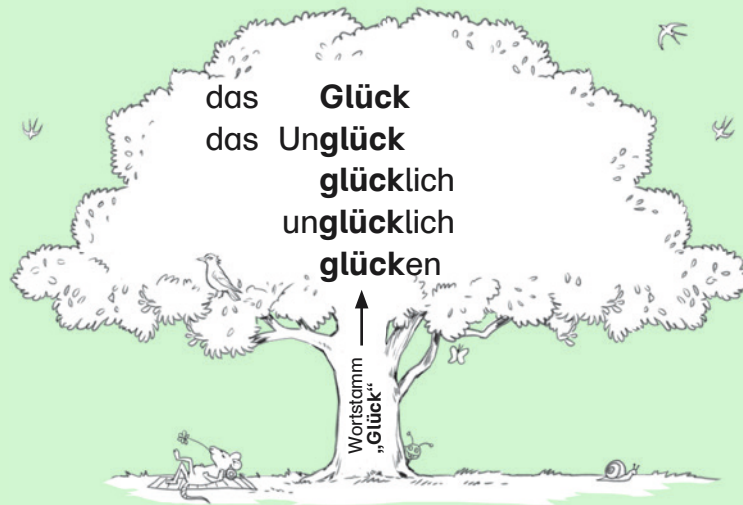 das Glück
das Unglück
glücklich
unglücklich
glücken
Wortstamm
„Glück“